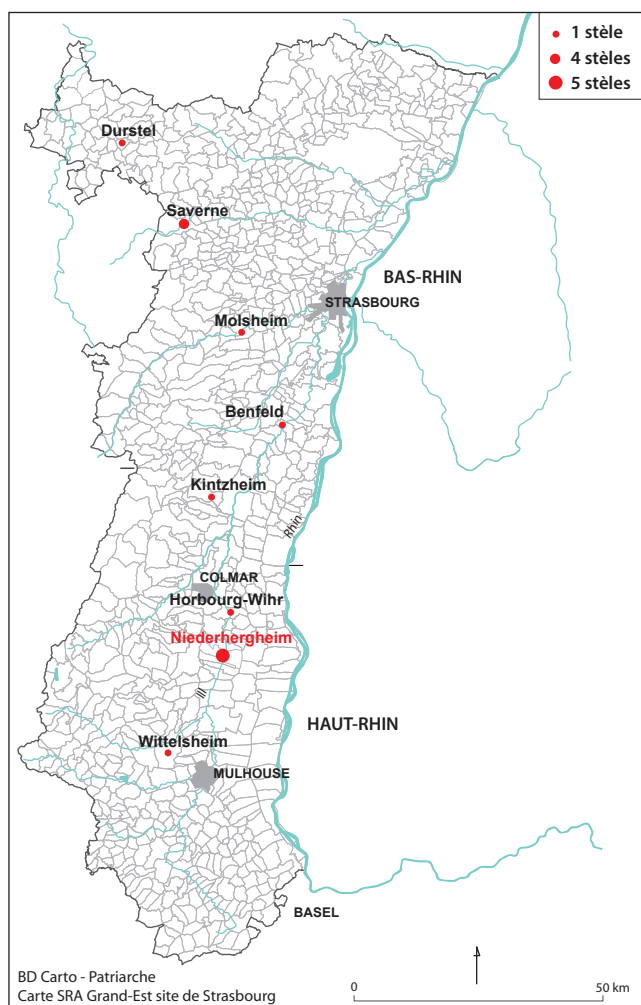 1 stèle
4 stèles
5 stèles
Durstel
Saverne
BAS-RHIN
STRASBOURG
Molsheim
Benfeld
Kintzheim
Rhin
COLMAR
Horbourg-Wihr
Niederhergheim
Ill
HAUT-RHIN
Wittelsheim
MULHOUSE
BASEL
BD Carto - Patriarche
Carte SRA Grand-Est site de Strasbourg
0
50 km